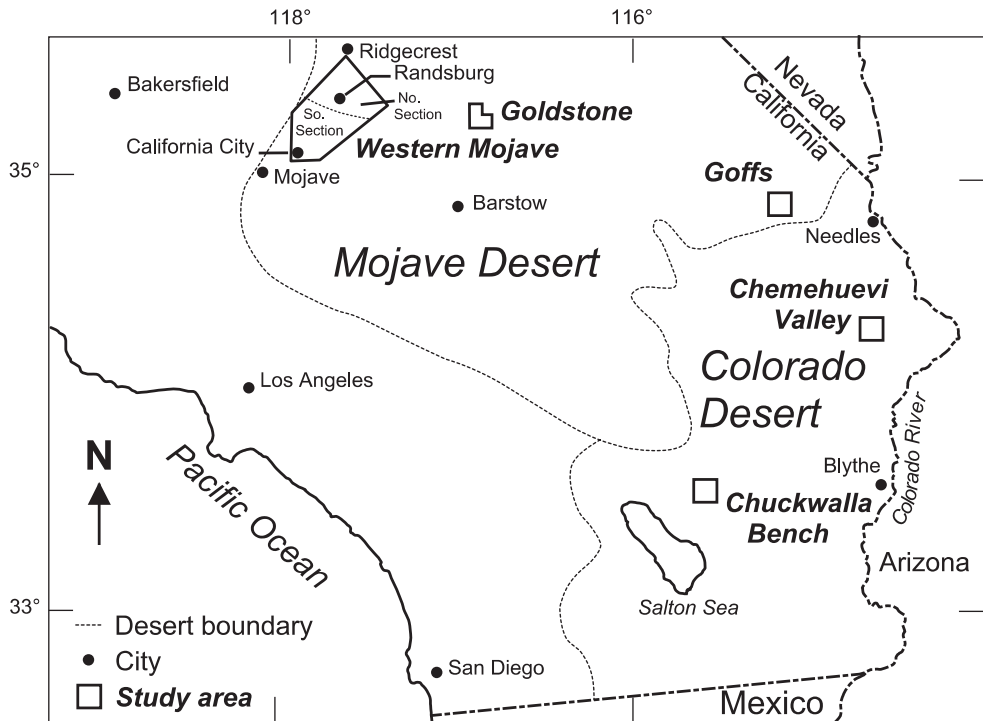 118°
116°
Ridgecrest
Randsburg
Bakersfield
No.
Section
So.
Section
Goldstone
Nevada
California
California City
Western Mojave
35°
Mojave
Goffs
Barstow
Needles
Mojave Desert
Chemehuevi
Valley
Colorado
Desert
Los Angeles
Colorado River
N
Pacific Ocean
Blythe
Chuckwalla
Bench
Arizona
33°
Salton Sea
Desert boundary
City
Study area
San Diego
Mexico